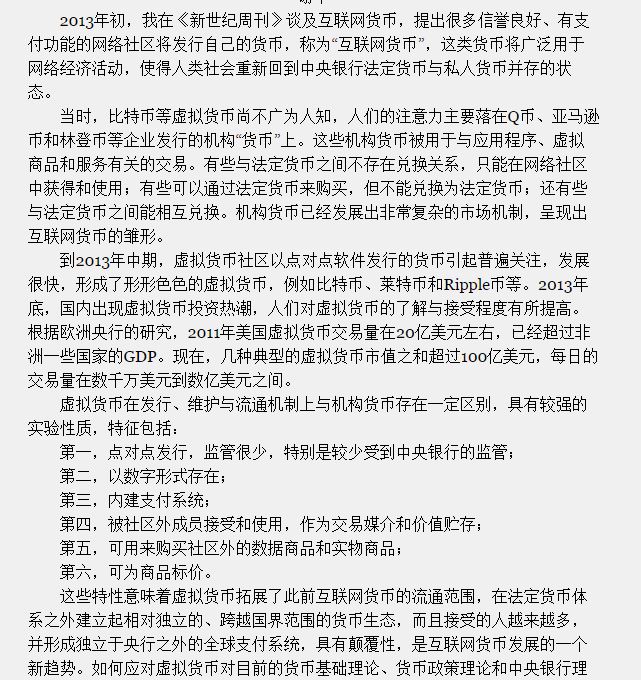 2013年初，我在《新世纪周刊》谈及互联网货币，提出很多信誉良好、有支
付功能的网络社区将发行自己的货币，称为“互联网货币”，这类货币将广泛用于
网络经济活动，使得人类社会重新回到中央银行法定货币与私人货币并存的状
态。
当时，比特币等虚拟货币尚不广为人知，人们的注意力主要落在Q币、亚马逊
币和林登币等企业发行的机构“货币”上。这些机构货币被用于与应用程序、虚拟
商品和服务有关的交易。有些与法定货币之间不存在兑换关系，只能在网络社区
中获得和使用；有些可以通过法定货币来购买，但不能兑换为法定货币；还有些
与法定货币之间能相互兑换。机构货币已经发展出非常复杂的市场机制，呈现出
互联网货币的雏形。
到2013年中期，虚拟货币社区以点对点软件发行的货币引起普遍关注，发展
很快，形成了形形色色的虚拟货币，例如比特币、莱特币和Ripple币等。2013年
底，国内出现虚拟货币投资热潮，人们对虚拟货币的了解与接受程度有所提高。
根据欧洲央行的研究，2011年美国虚拟货币交易量在20亿美元左右，已经超过非
洲一些国家的GDP。现在，几种典型的虚拟货币市值之和超过100亿美元，每日的
交易量在数千万美元到数亿美元之间。
虚拟货币在发行、维护与流通机制上与机构货币存在一定区别，具有较强的
实验性质，特征包括：
第一，点对点发行，监管很少，特别是较少受到中央银行的监管；
第二，以数字形式存在；
第三，内建支付系统；
第四，被社区外成员接受和使用，作为交易媒介和价值贮存；
第五，可用来购买社区外的数据商品和实物商品；
第六，可为商品标价。
这些特性意味着虚拟货币拓展了此前互联网货币的流通范围，在法定货币体
系之外建立起相对独立的、跨越国界范围的货币生态，而且接受的人越来越多，
并形成独立于央行之外的全球支付系统，具有颠覆性，是互联网货币发展的一个
新趋势。如何应对虚拟货币对目前的货币基础理论、货币政策理论和中央银行理